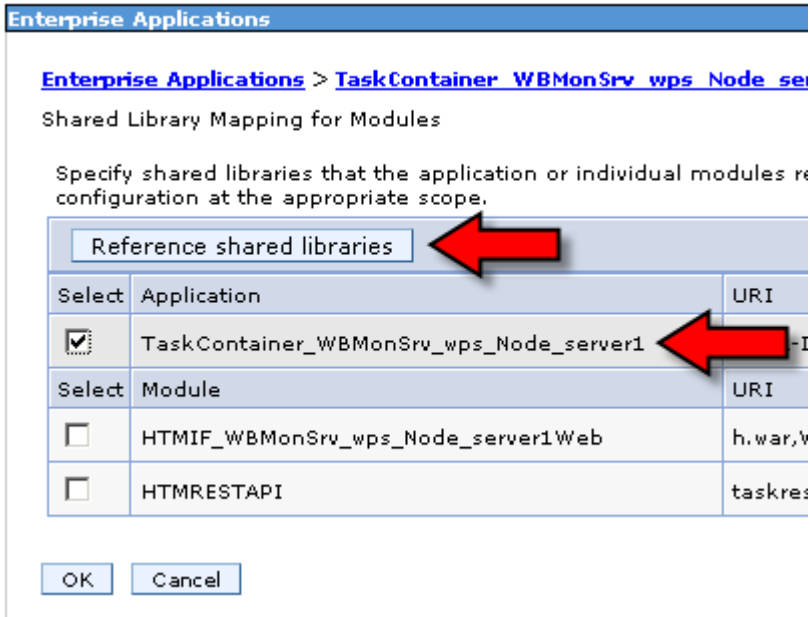 Enterprise Applications
Enterprise Applications > TaskContainer_WBMonSrv_wps_Node_ser
Shared Library Mapping for Modules
Specify shared libraries that the application or individual modules re
configuration at the appropriate scope.
Reference shared libraries
Select Application URI
TaskContainer_WBMonSrv_wps_Node_server1 -I
Select Module URI
HTMIF_WBMonSrv_wps_Node_server1Web h.war,W
HTMRESTAPI taskres
OK Cancel